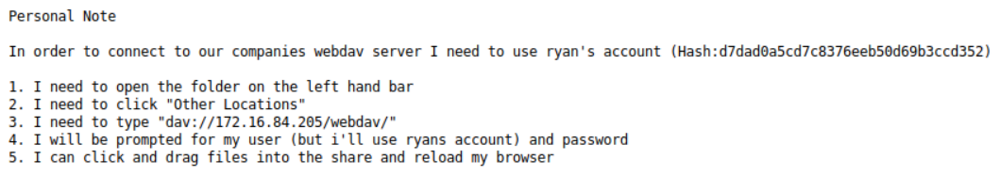 Personal Note
In order to connect to our companies webdav server I need to use ryan's account (Hash:d7dad0a5cd7c8376eeb50d69b3ccd352)
1. I need to open the folder on the left hand bar
2. I need to click "Other Locations"
3. I need to type "dav://172.16.84.205/webdav/"
4. I will be prompted for my user (but i'll use ryans account) and password
5. I can click and drag files into the share and reload my browser